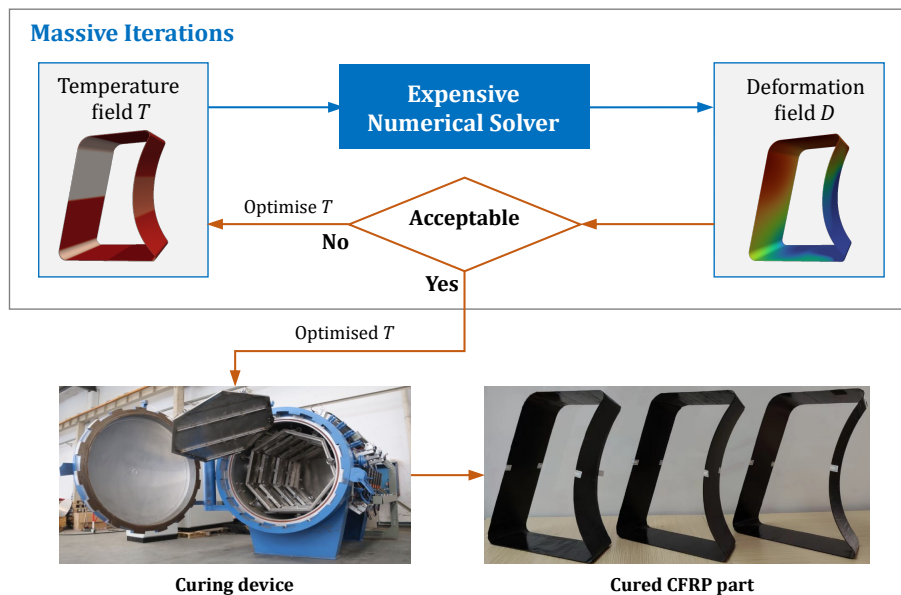 Massive Iterations
Temperature
field T
Expensive
Numerical Solver
Deformation
field D
Optimise T
Acceptable
No
Yes
Optimised T
Curing device
Cured CFRP part